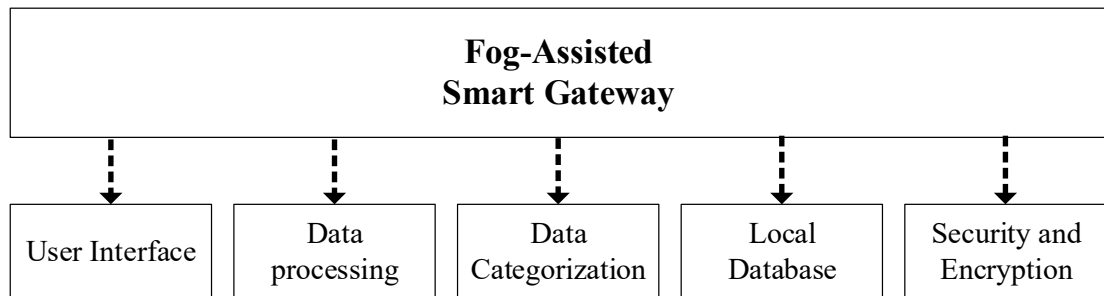 Fog-Assisted
Smart Gateway
User Interface
Data
processing
Data
Categorization
Local
Database
Security and
Encryption